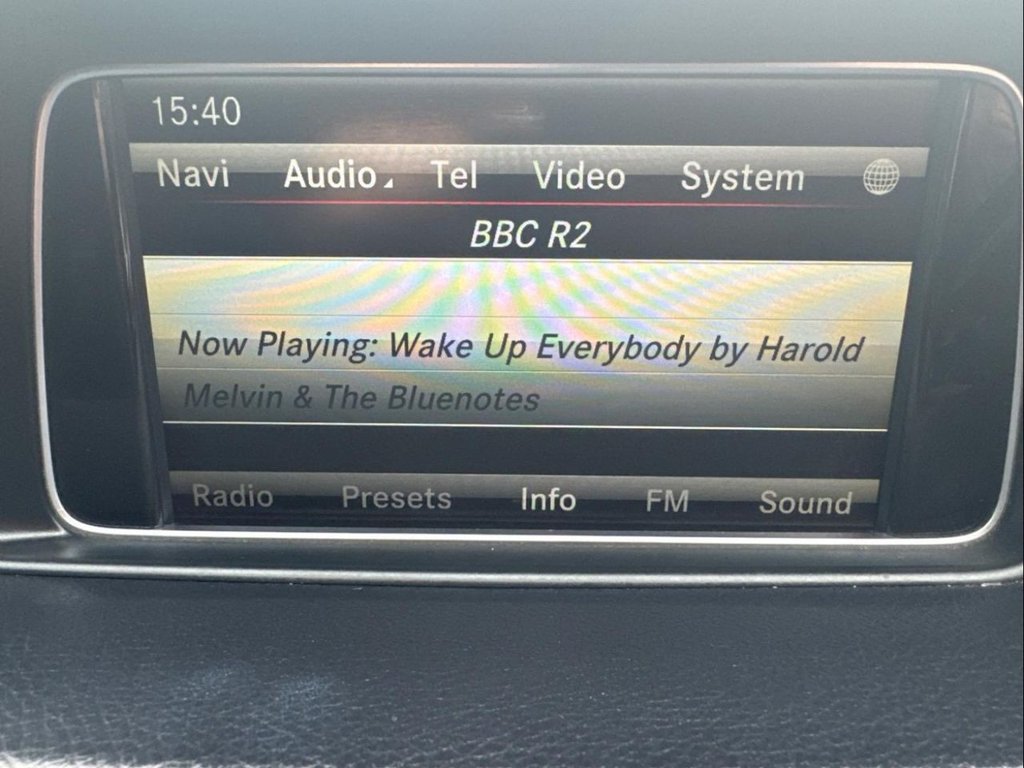 15:40
Navi Audio Tel Video System
BBC R2
Now Playing: Wake Up Everybody by Harold
Melvin & The Bluenotes
Radio Presets Info FM Sound